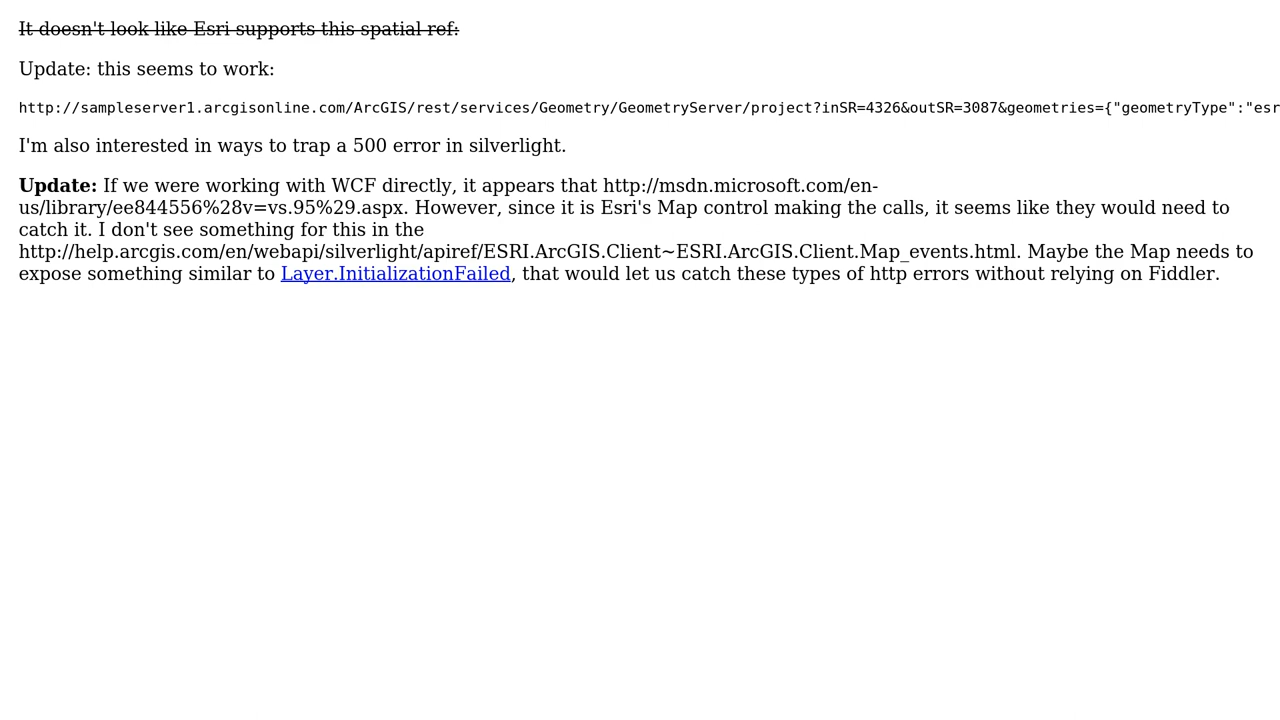 It doesn't look like Esri supports this spatial ref:
Update: this seems to work:
http://sampleserver1.arcgisonline.com/ArcGIS/rest/services/Geometry/GeometryServer/project?inSR=4326&outSR=3087&geometries={"geometryType":"esr
I'm also interested in ways to trap a 500 error in silverlight.
Update: If we were working with WCF directly, it appears that http://msdn.microsoft.com/en-
us/library/ee844556%28v=vs.95%29.aspx. However, since it is Esri's Map control making the calls, it seems like they would need to
catch it. I don't see something for this in the
http://help.arcgis.com/en/webapi/silverlight/apiref/ESRI.ArcGIS.Client~ESRI.ArcGIS.Client.Map_events.html. Maybe the Map needs to
expose something similar to Layer.InitializationFailed, that would let us catch these types of http errors without relying on Fiddler.